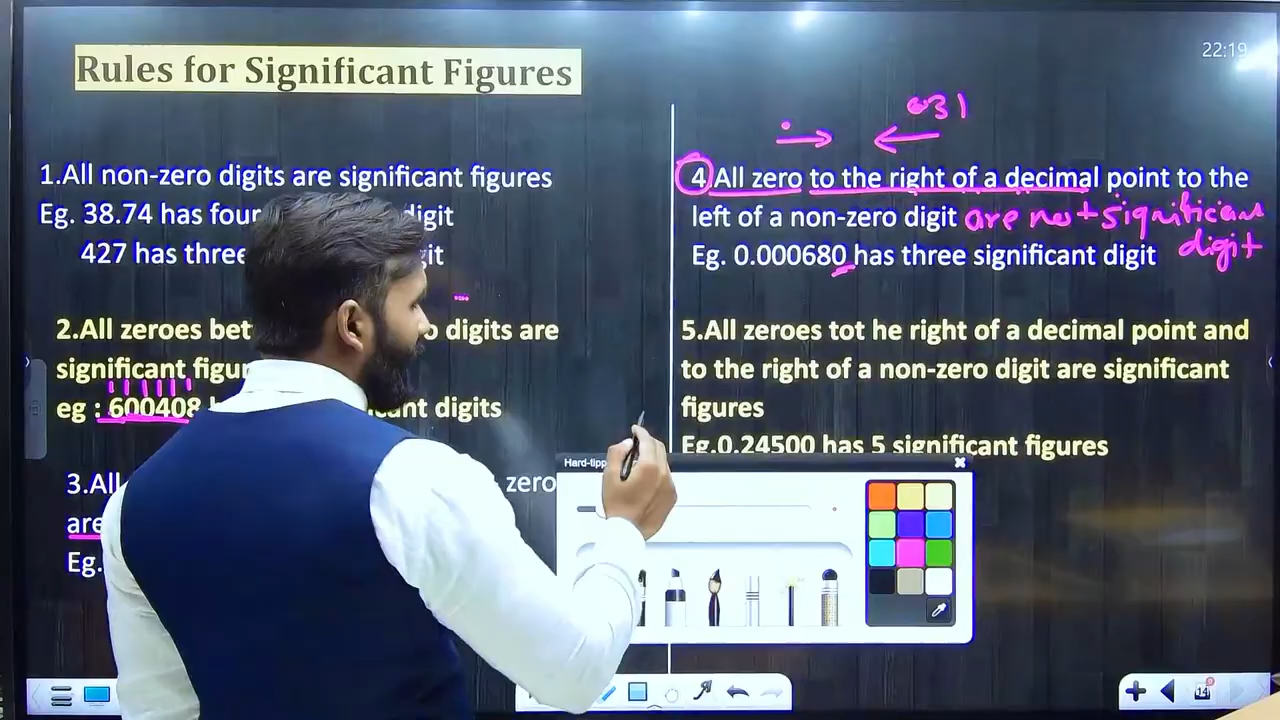 Rules for Significant Figures
22:19
1.All non-zero digits are significant figures
Eg. 38.74 has four digit
427 has three
2.All zeroes digits are
significant
eg : 600408 digits
3.All zero
are
Eg.
031
4.All zero to the right of a decimal point to the
left of a non-zero digit are not significant
digit
Eg. 0.000680 has three significant digit
5.All zeroes tot he right of a decimal point and
to the right of a non-zero digit are significant
figures
Eg.0.24500 has 5 significant figures
14